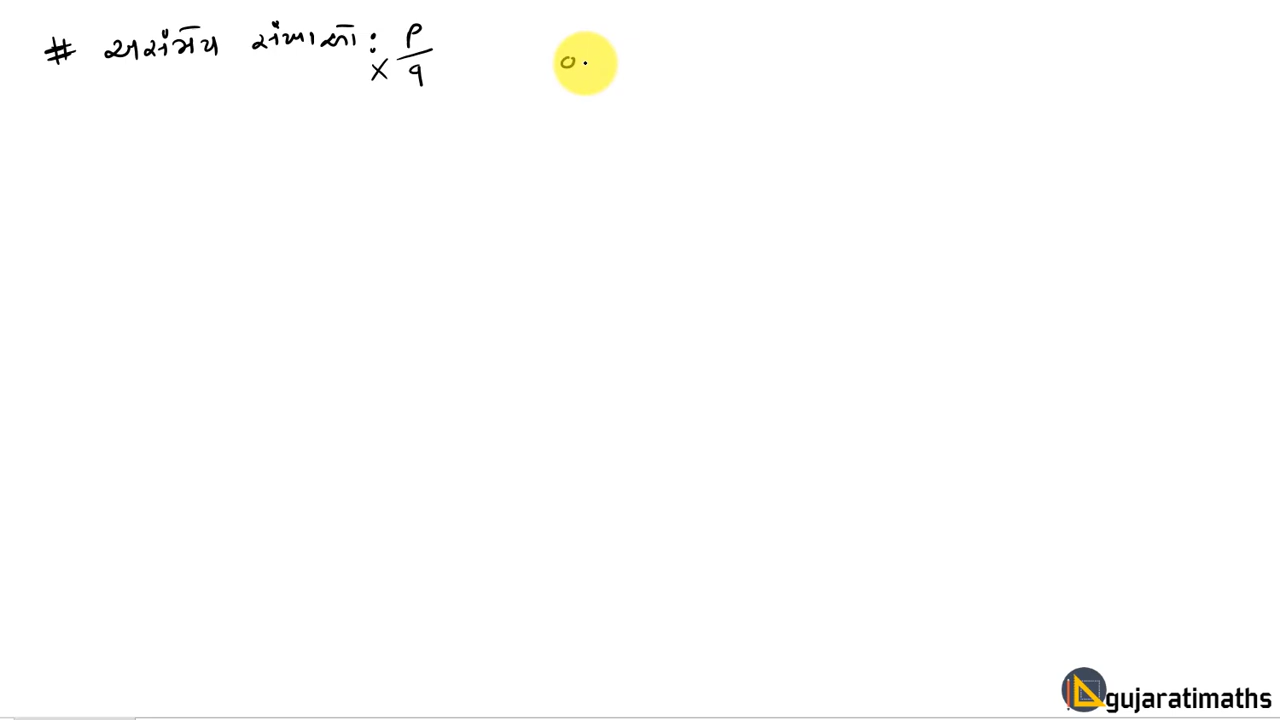 # અસંમેય સંખ્યાઓ : × p/q 0.
gujaratimaths